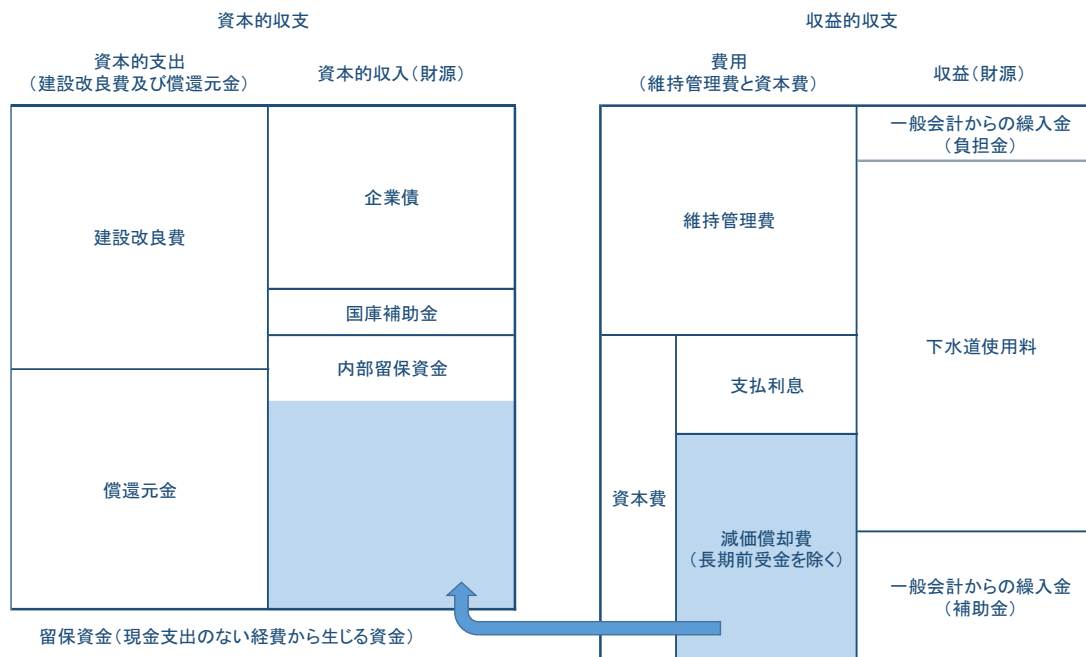 資本的収支
資本的支出
(建設改良費及び償還元金)
資本的収入(財源)
建設改良費
償還元金
企業債
国庫補助金
内部留保資金
留保資金(現金支出のない経費から生じる資金)
収益的収支
費用
(維持管理費と資本費)
収益(財源)
維持管理費
資本費
支払利息
減価償却費
(長期前受金を除く)
一般会計からの繰入金
(負担金)
下水道使用料
一般会計からの繰入金
(補助金)